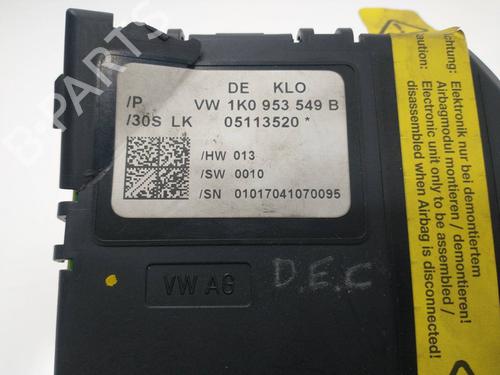 DE KLO
/P VW 1K0 953 549 B
/30S LK 05113520 *
/HW 013
/SW 0010
/SN 01017041070095
VW AG
D.E.C
Achtung:
Elektronik nur bei demontiertem
Airbagmodul montieren / demontieren!
Caution:
Electronic unit only to be assembled /
disassembled when Airbag is disconnected!